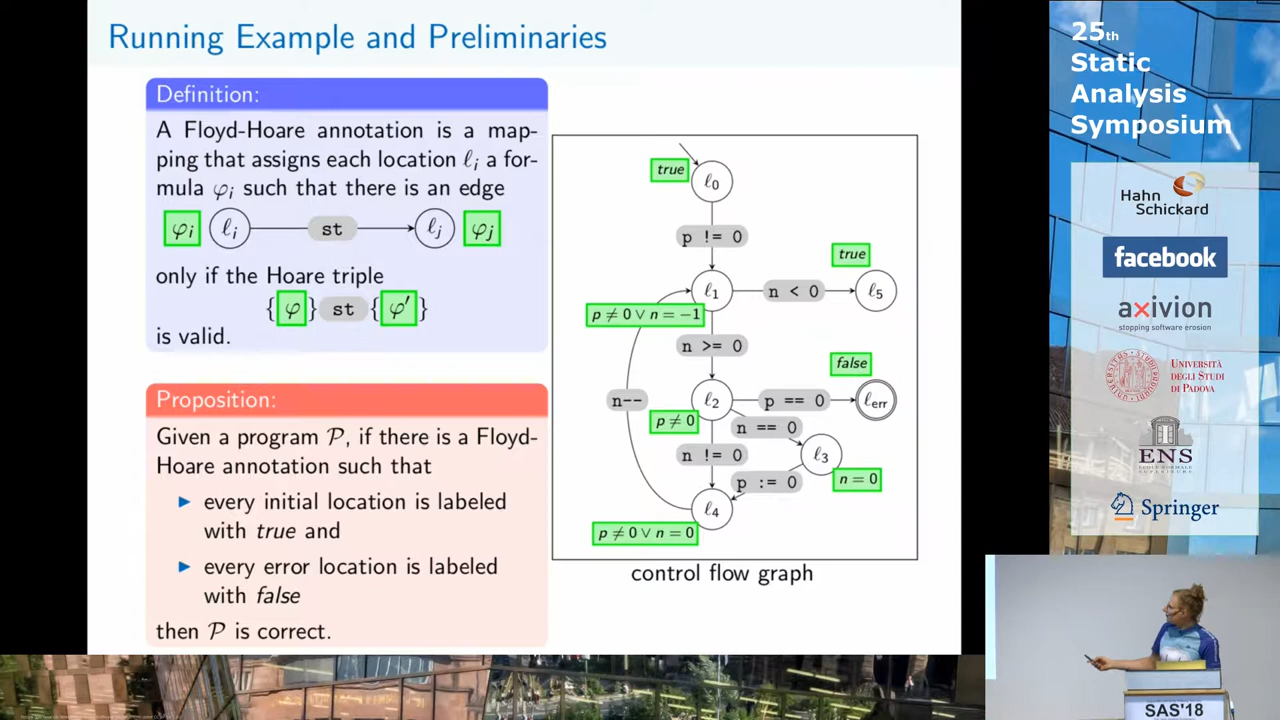 Running Example and Preliminaries
Definition:
A Floyd-Hoare annotation is a map-
ping that assigns each location ℓi a for-
mula φi such that there is an edge
φi ℓi st ℓj φj
only if the Hoare triple
{ φ } st { φ′ }
is valid.
Proposition:
Given a program P, if there is a Floyd-
Hoare annotation such that
▶ every initial location is labeled
with true and
▶ every error location is labeled
with false
then P is correct.
true
ℓ0
p != 0
true
ℓ1
n < 0
ℓ5
p ≠ 0 ∨ n = −1
n >= 0
false
n--
ℓ2
p == 0
ℓerr
p ≠ 0
n == 0
n != 0
ℓ3
p := 0
n = 0
ℓ4
p ≠ 0 ∨ n = 0
control flow graph
25th
Static
Analysis
Symposium
Hahn
Schickard
facebook
axivion
stopping software erosion
UNIVERSITÀ
DEGLI STUDI
DI PADOVA
ENS
ÉCOLE NORMALE
SUPÉRIEURE
Springer
SAS'18